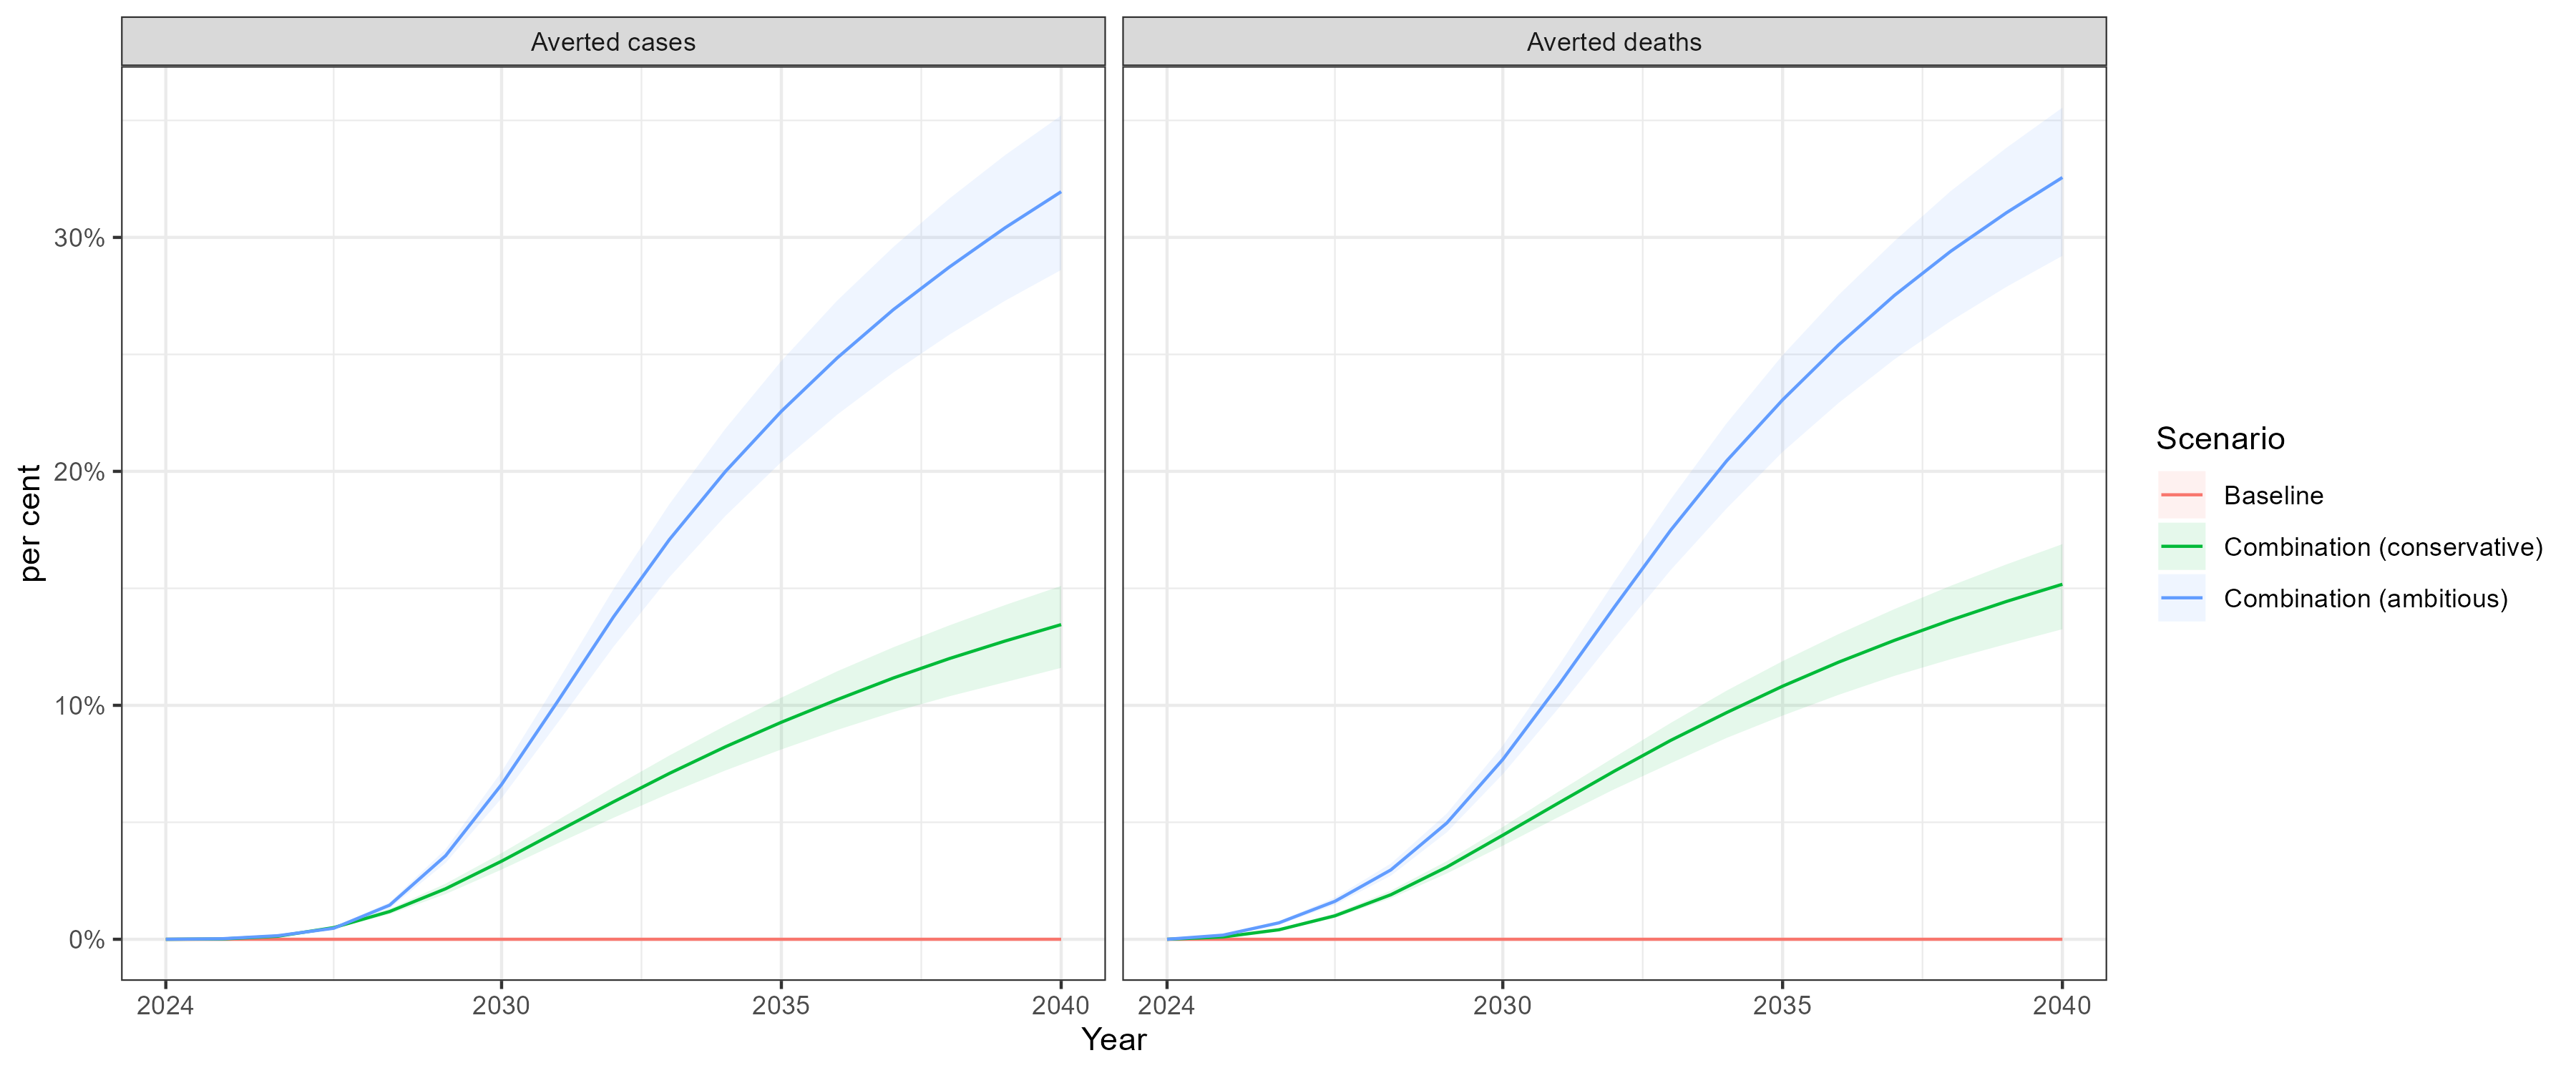 Averted cases
Averted deaths
per cent
30%
20%
10%
0%
2024 2030 2035 2040
2024 2030 2035 2040
Year
Scenario
Baseline
Combination (conservative)
Combination (ambitious)